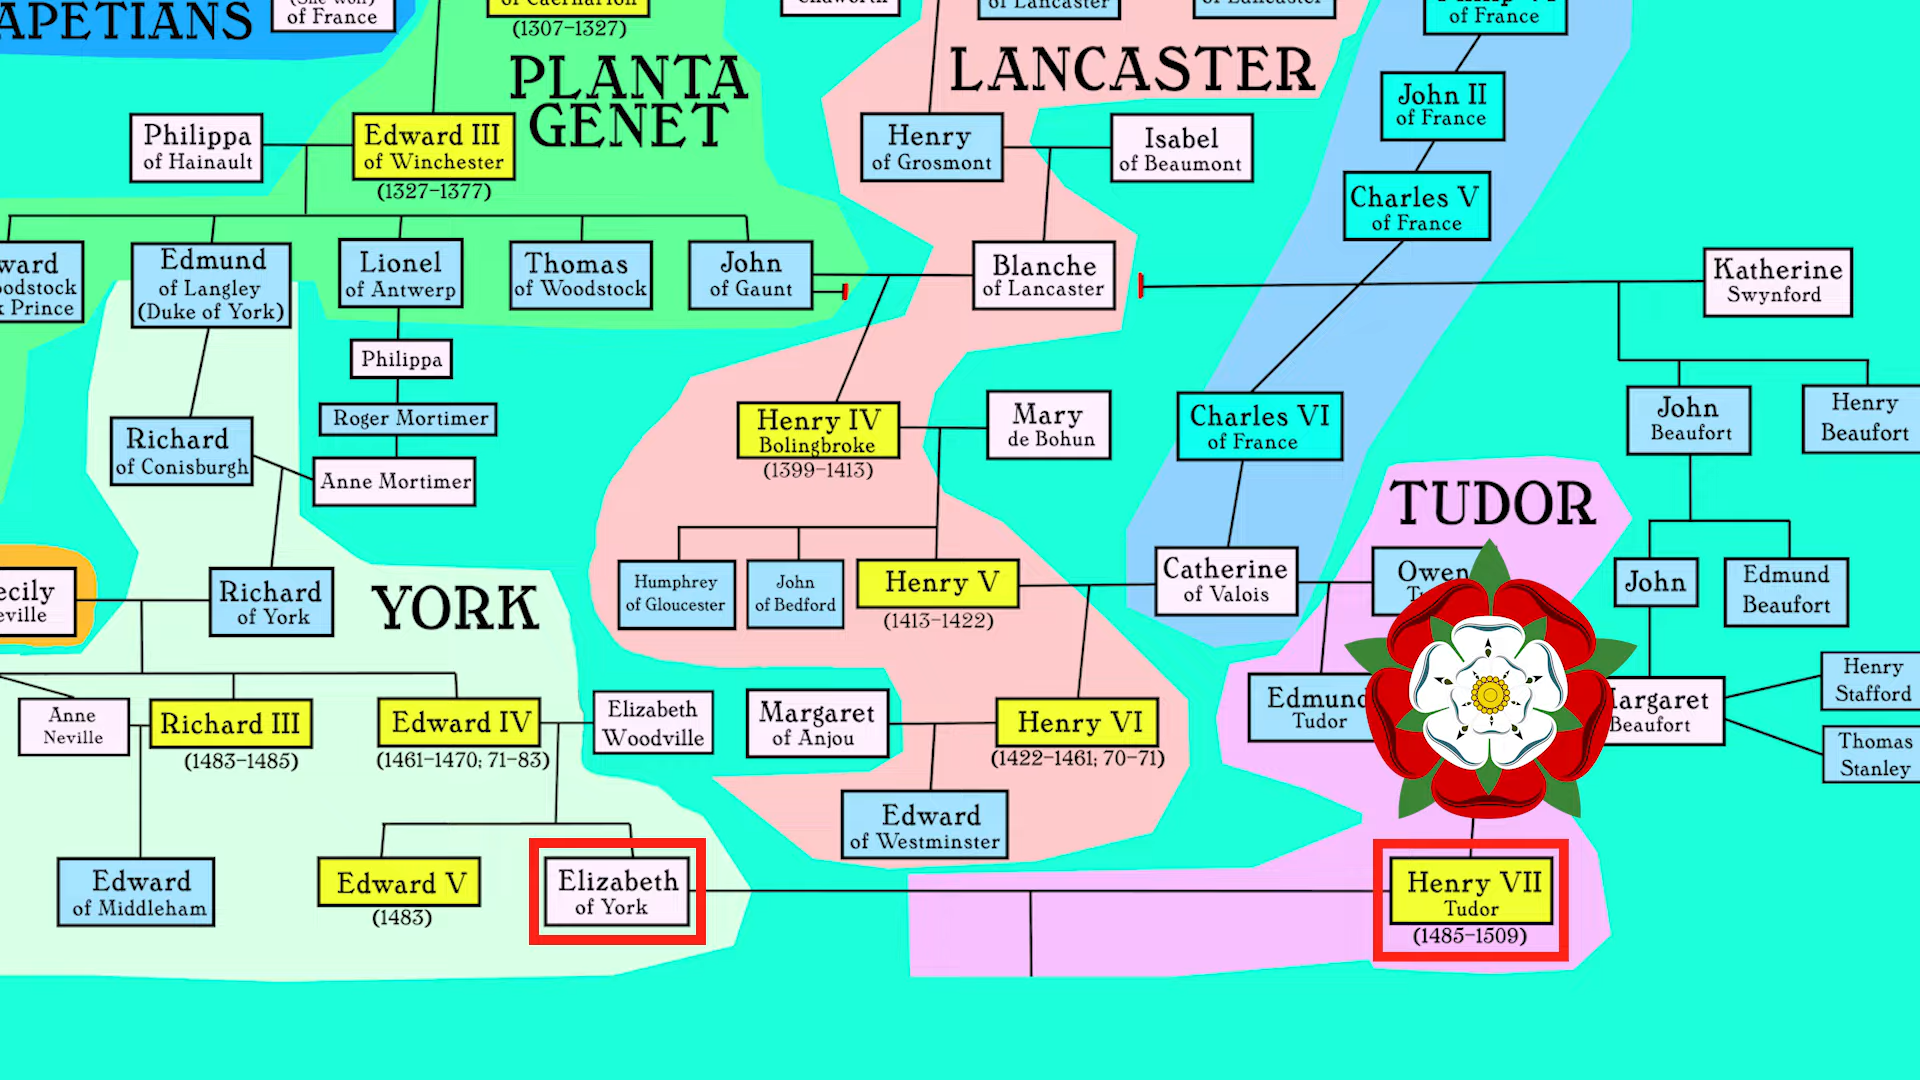 of France
(1307-1327)
of France
PLANTA
GENET
LANCASTER
John II
of France
Philippa
of Hainault
Edward III
of Winchester
(1327-1377)
Henry
of Grosmont
Isabel
of Beaumont
Charles V
of France
Edmund
of Langley
(Duke of York)
Lionel
of Antwerp
Thomas
of Woodstock
John
of Gaunt
Blanche
of Lancaster
Katherine
Swynford
Prince
Philippa
Roger Mortimer
Richard
of Conisburgh
Anne Mortimer
Henry IV
Bolingbroke
(1399-1413)
Mary
de Bohun
Charles VI
of France
John
Beaufort
Henry
Beaufort
TUDOR
Richard
of York
YORK
Humphrey
of Gloucester
John
of Bedford
Henry V
(1413-1422)
Catherine
of Valois
Owen
John
Edmund
Beaufort
Anne
Neville
Richard III
(1483-1485)
Edward IV
(1461-1470; 71-83)
Elizabeth
Woodville
Margaret
of Anjou
Henry VI
(1422-1461; 70-71)
Edmund
Tudor
Beaufort
Henry
Stafford
Thomas
Stanley
Edward
of Westminster
Edward
of Middleham
Edward V
(1483)
Elizabeth
of York
Henry VII
Tudor
(1485-1509)